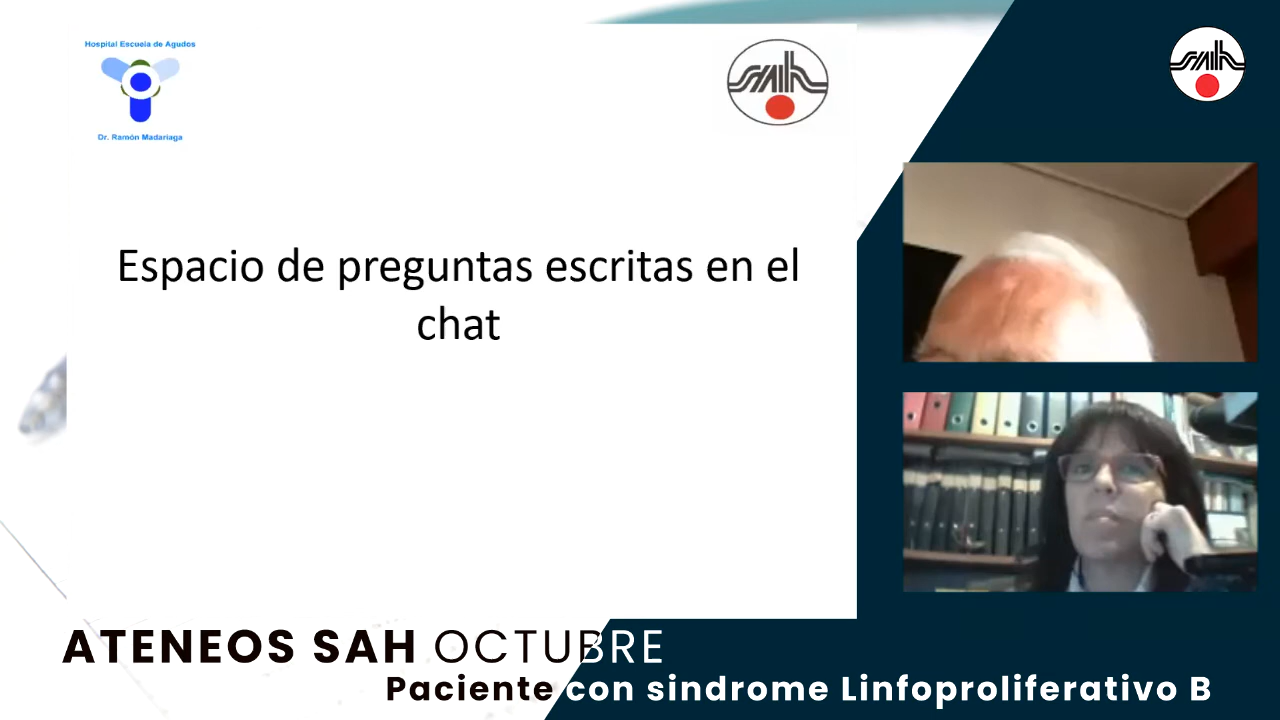 Hospital Escuela de Agudos
Dr. Ramón Madariaga
Espacio de preguntas escritas en el
chat
ATENEOS SAH OCTUBRE
Paciente con sindrome Linfoproliferativo B